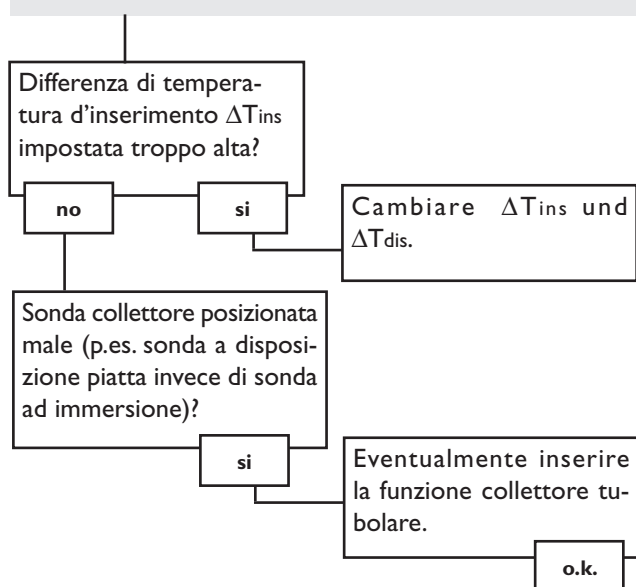 Differenza di tempera-
tura d'inserimento ΔTins
impostata troppo alta?
no
si
Cambiare ΔTins und
ΔTdis.
Sonda collettore posizionata
male (p.es. sonda a disposi-
zione piatta invece di sonda
ad immersione)?
si
Eventualmente inserire
la funzione collettore tu-
bolare.
o.k.